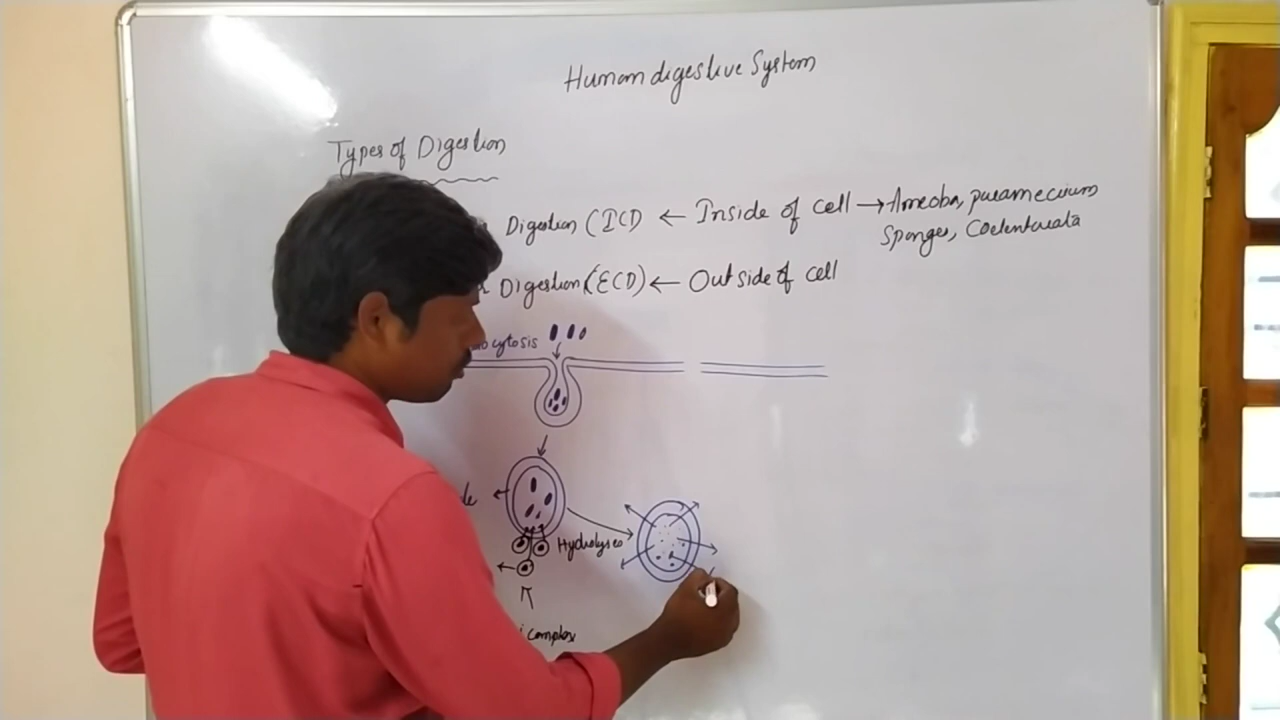 Human digestive System
Types of Digestion
Digestion (ICD ← Inside of cell → Amoeba, paramecium
Sponges, Coelenterata
Digestion (ECD) ← Outside of cell
ocytosis
Hydrolyses
complex